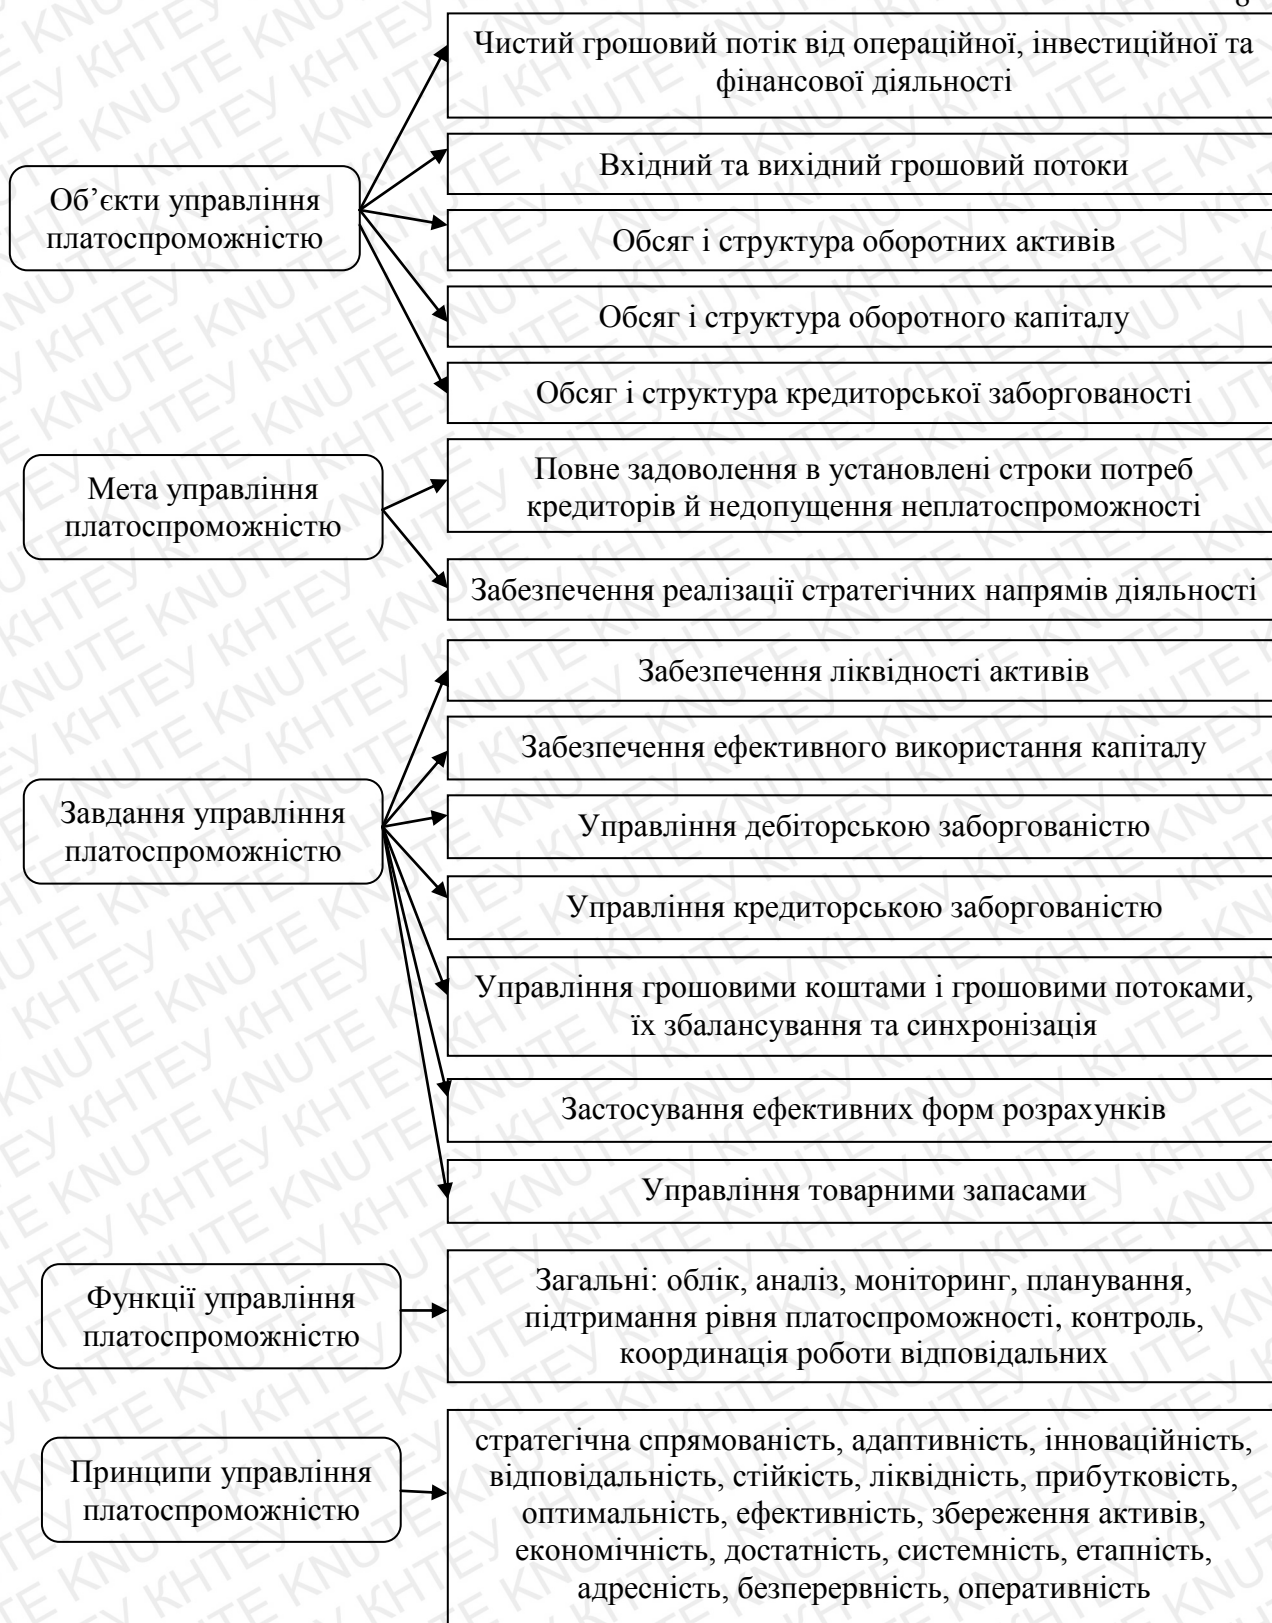 Чистий грошовий потік від операційної, інвестиційної та
фінансової діяльності
Вхідний та вихідний грошовий потоки
Об’єкти управління
платоспроможністю
Обсяг і структура оборотних активів
Обсяг і структура оборотного капіталу
Обсяг і структура кредиторської заборгованості
Мета управління
платоспроможністю
Повне задоволення в установлені строки потреб
кредиторів й недопущення неплатоспроможності
Забезпечення реалізації стратегічних напрямів діяльності
Забезпечення ліквідності активів
Забезпечення ефективного використання капіталу
Завдання управління
платоспроможністю
Управління дебіторською заборгованістю
Управління кредиторською заборгованістю
Управління грошовими коштами і грошовими потоками,
їх збалансування та синхронізація
Застосування ефективних форм розрахунків
Управління товарними запасами
Функції управління
платоспроможністю
Загальні: облік, аналіз, моніторинг, планування,
підтримання рівня платоспроможності, контроль,
координація роботи відповідальних
Принципи управління
платоспроможністю
стратегічна спрямованість, адаптивність, інноваційність,
відповідальність, стійкість, ліквідність, прибутковість,
оптимальність, ефективність, збереження активів,
економічність, достатність, системність, етапність,
адресність, безперервність, оперативність